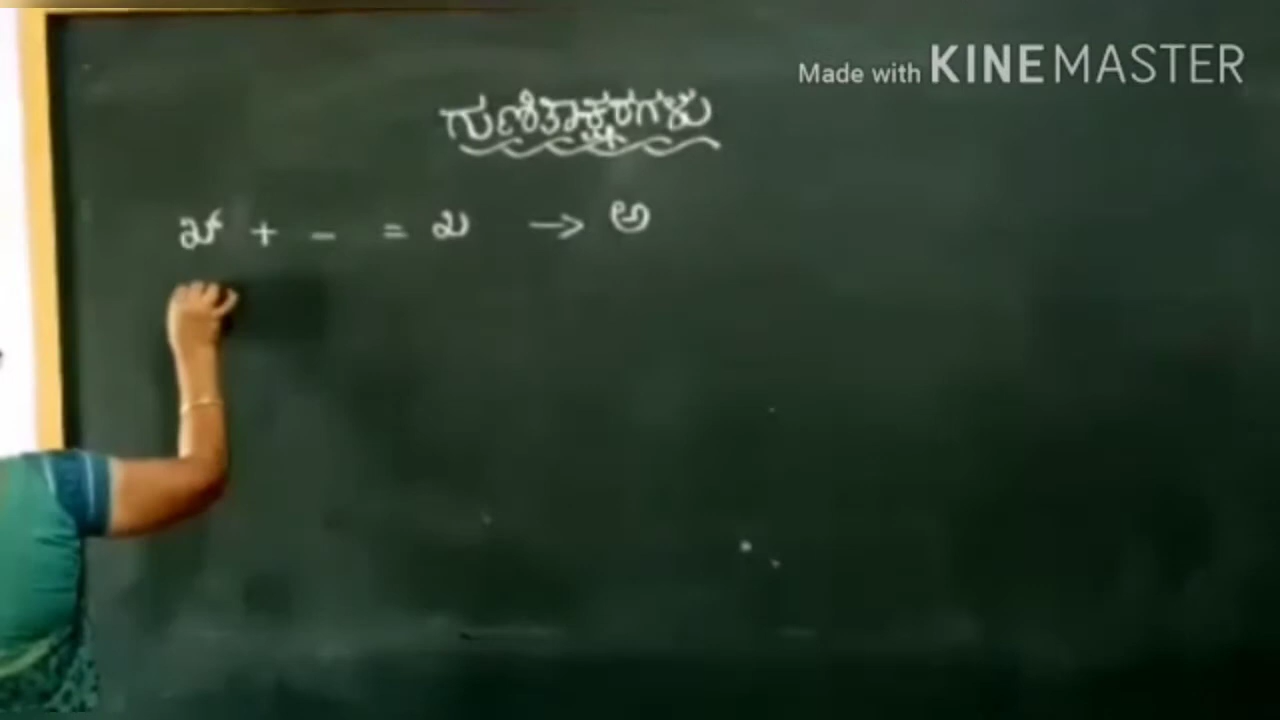 Made with KINEMASTER
ಗುಣಿತಾಕ್ಷರಗಳು
ಖ್ + - = ಖ → ಅ